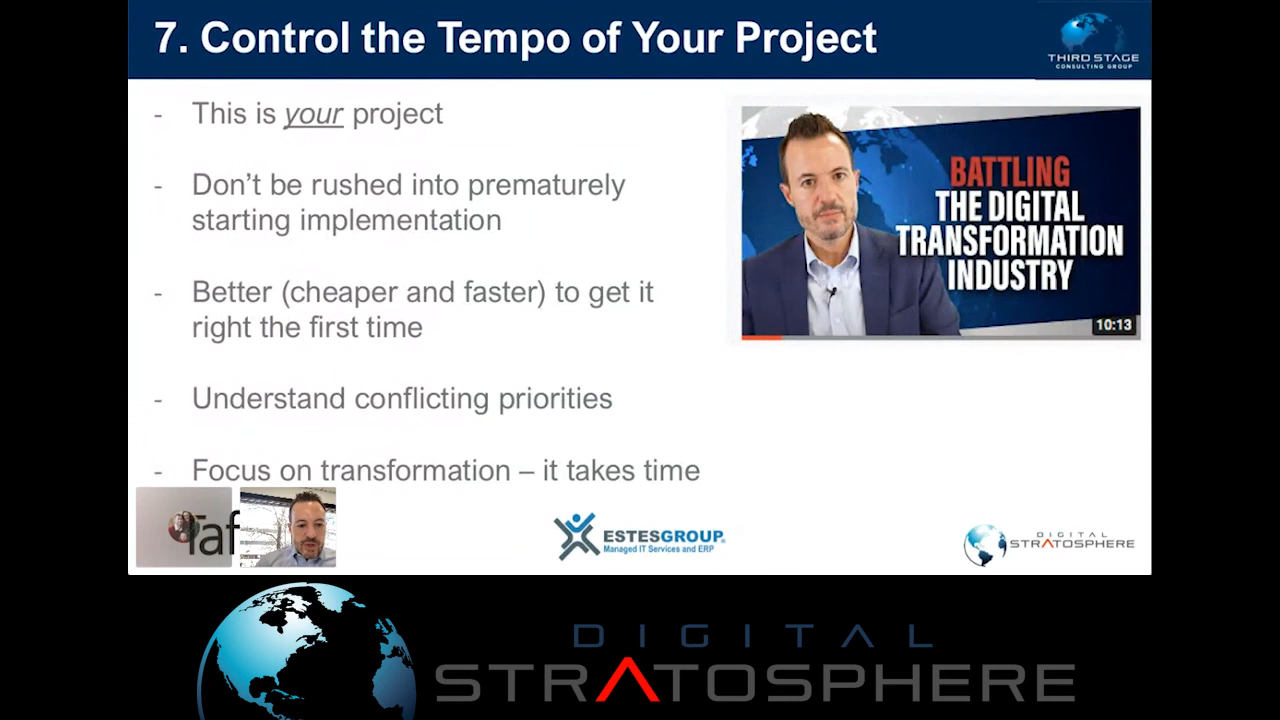 7. Control the Tempo of Your Project
THIRD STAGE
CONSULTING GROUP
- This is your project
- Don’t be rushed into prematurely
starting implementation
- Better (cheaper and faster) to get it
right the first time
- Understand conflicting priorities
- Focus on transformation – it takes time
BATTLING
THE DIGITAL
TRANSFORMATION
INDUSTRY
10:13
ESTESGROUP
Managed IT Services and ERP
DIGITAL
STRATOSPHERE
DIGITAL
STRATOSPHERE